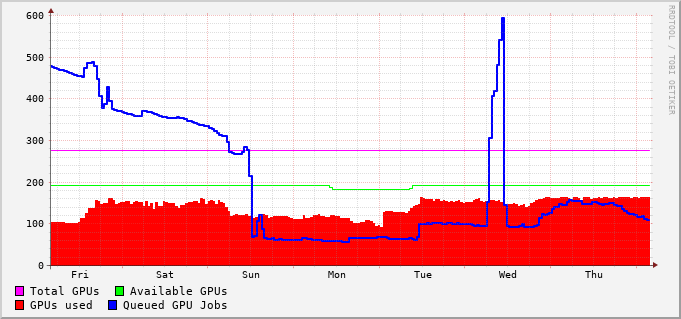 600
500
400
300
200
100
0
Fri Sat Sun Mon Tue Wed Thu
Total GPUs Available GPUs
GPUs used Queued GPU Jobs
RRDTOOL / TOBI OETIKER